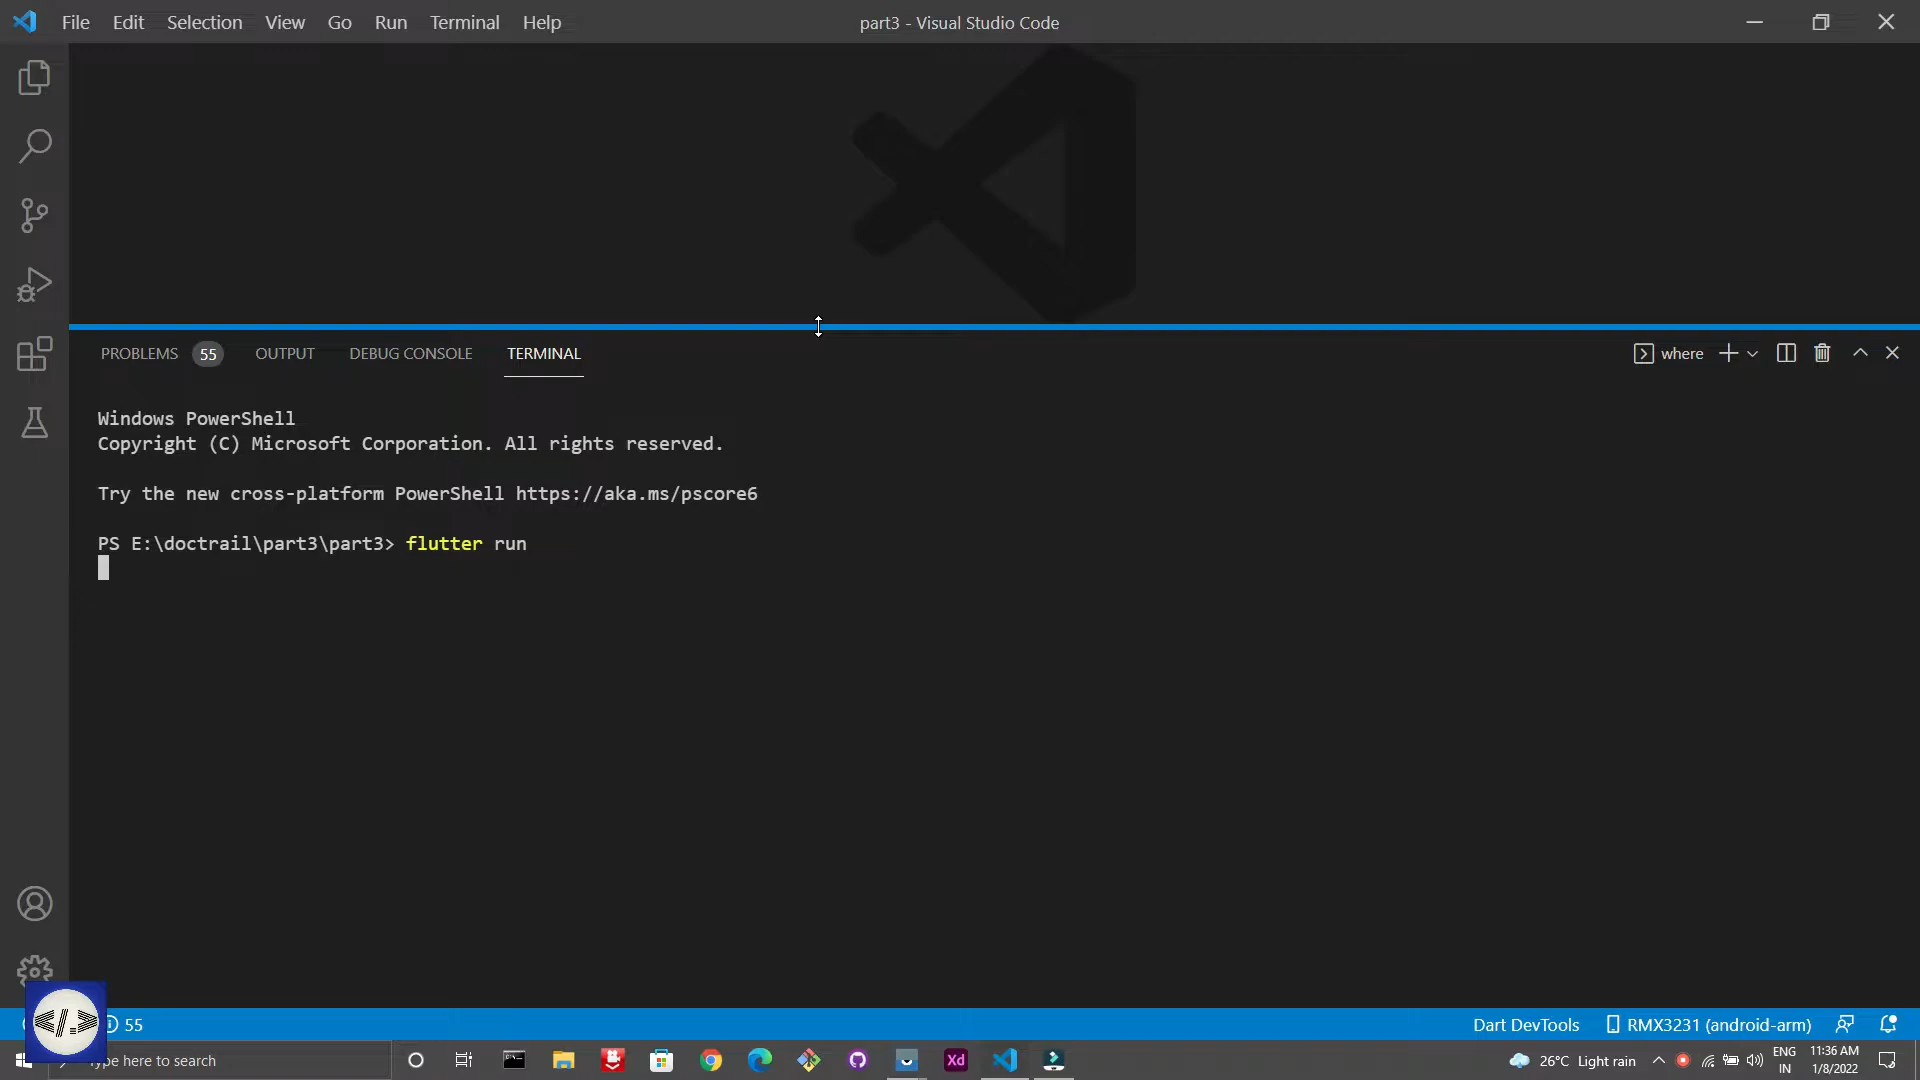 File Edit Selection View Go Run Terminal Help
part3 - Visual Studio Code
PROBLEMS 55 OUTPUT DEBUG CONSOLE TERMINAL
where
Windows PowerShell
Copyright (C) Microsoft Corporation. All rights reserved.
Try the new cross-platform PowerShell https://aka.ms/pscore6
PS E:\doctrail\part3\part3> flutter run
</.>
55
Dart DevTools
RMX3231 (android-arm)
ype here to search
Xd
26°C Light rain
ENG
IN
11:36 AM
1/8/2022